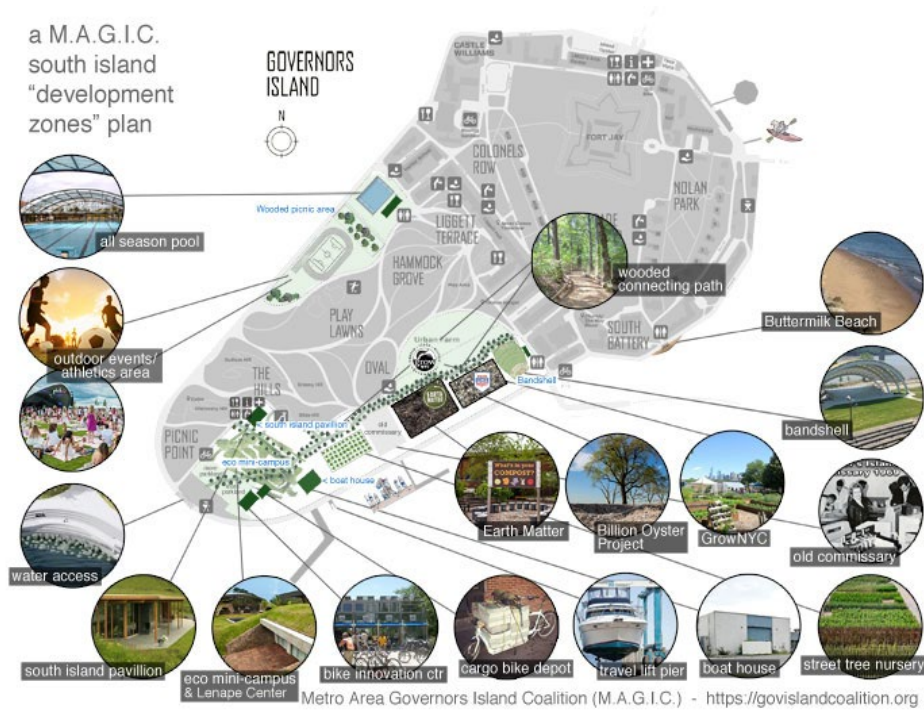 a M.A.G.I.C.
south island
"development
zones" plan
GOVERNORS
ISLAND
N
CASTLE
WILLIAMS
FORT JAY
COLONELS
ROW
NOLAN
PARK
LIGGETT
TERRACE
HAMMOCK
GROVE
PLAY
LAWNS
SOUTH
BATTERY
Urban Farm
OVAL
THE
HILLS
PICNIC
POINT
Wooded picnic area
Bandshell
old
commissary
< south island pavilion
eco mini-campus
< boat house
all season pool
outdoor events/
athletics area
water access
wooded
connecting path
Buttermilk Beach
bandshell
What's in your
COMPOST?
Earth Matter
Billion Oyster
Project
GrowNYC
old commissary
south island pavilion
eco mini-campus
& Lenape Center
bike innovation ctr
cargo bike depot
travel lift pier
boat house
street tree nursery
Metro Area Governors Island Coalition (M.A.G.I.C.) - https://govislandcoalition.org